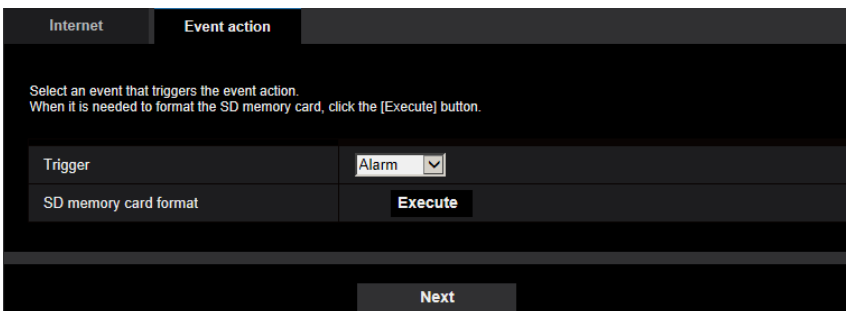 Internet Event action
Select an event that triggers the event action.
When it is needed to format the SD memory card, click the [Execute] button.
Trigger Alarm
SD memory card format Execute
Next